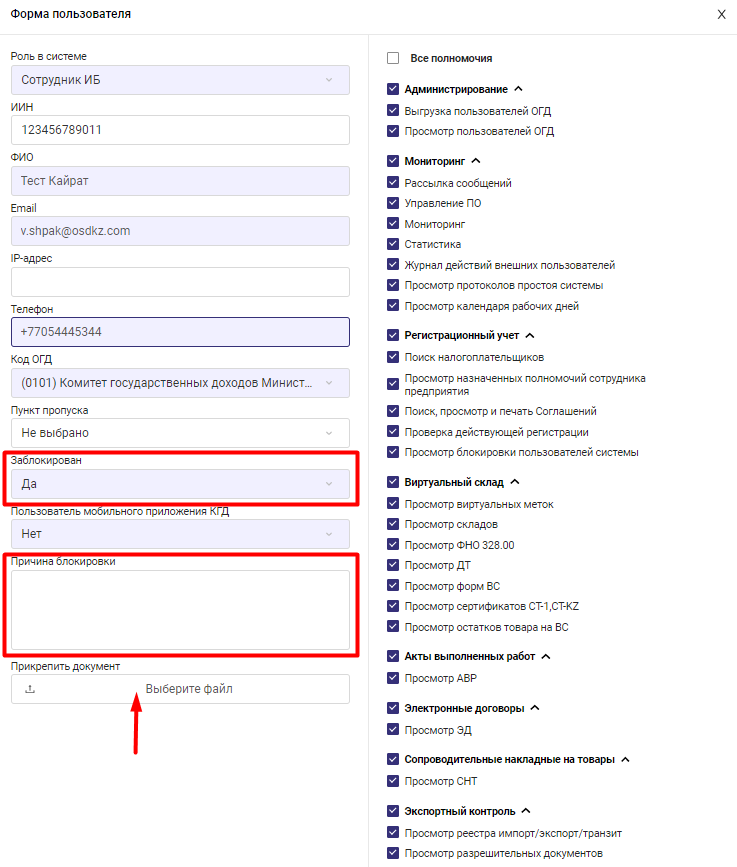 Форма пользователя
X
Роль в системе
Сотрудник ИБ
ИИН
123456789011
ФИО
Тест Кайрат
Email
v.shpak@osdkz.com
IP-адрес
Телефон
+77054445344
Код ОГД
(0101) Комитет государственных доходов Минист...
Пункт пропуска
Не выбрано
Заблокирован
Да
Пользователь мобильного приложения КГД
Нет
Причина блокировки
Прикрепить документ
Выберите файл
Все полномочия
Администрирование
Выгрузка пользователей ОГД
Просмотр пользователей ОГД
Мониторинг
Рассылка сообщений
Управление ПО
Мониторинг
Статистика
Журнал действий внешних пользователей
Просмотр протоколов простоя системы
Просмотр календаря рабочих дней
Регистрационный учет
Поиск налогоплательщиков
Просмотр назначенных полномочий сотрудника
предприятия
Поиск, просмотр и печать Соглашений
Проверка действующей регистрации
Просмотр блокировки пользователей системы
Виртуальный склад
Просмотр виртуальных меток
Просмотр складов
Просмотр ФНО 328.00
Просмотр ДТ
Просмотр форм ВС
Просмотр сертификатов СТ-1,CT-KZ
Просмотр остатков товара на ВС
Акты выполненных работ
Просмотр АВР
Электронные договоры
Просмотр ЭД
Сопроводительные накладные на товары
Просмотр СНТ
Экспортный контроль
Просмотр реестра импорт/экспорт/транзит
Просмотр разрешительных документов